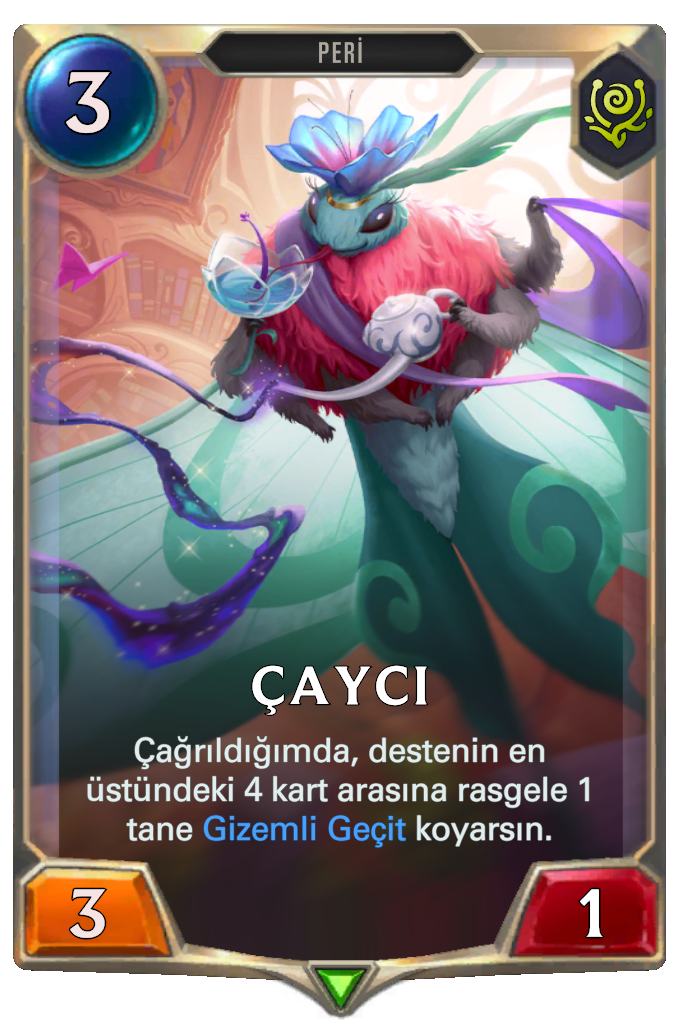 PERİ
3
ÇAYCI
Çağrıldığımda, destenin en
üstündeki 4 kart arasına rasgele 1
tane Gizemli Geçit koyarsın.
3
1